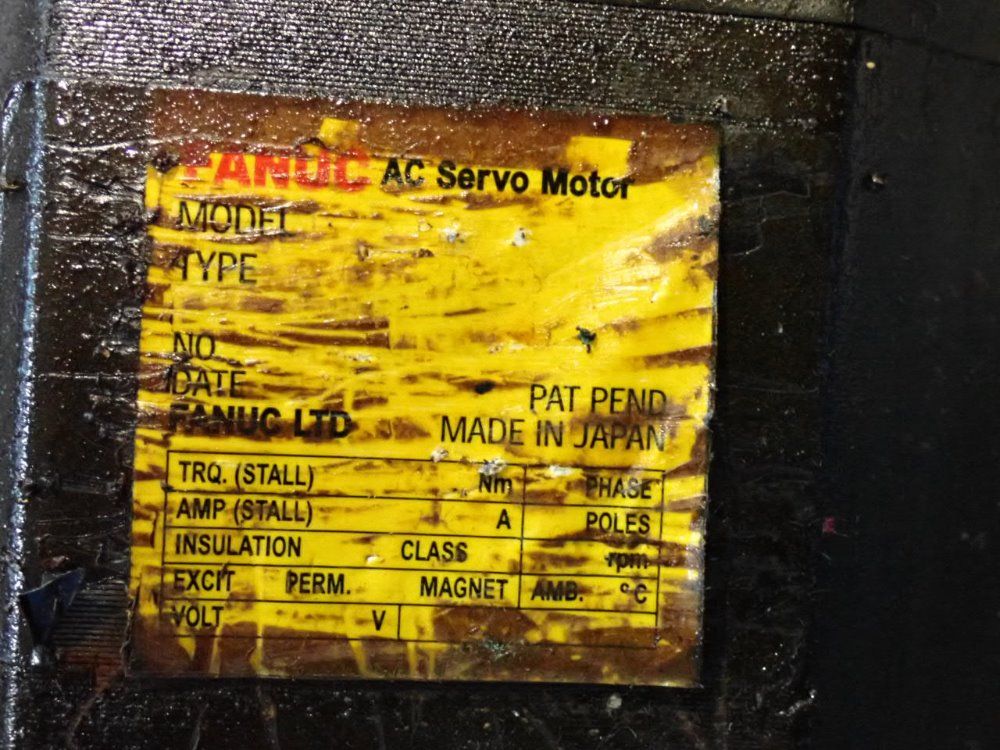 FANUC AC Servo Motor
MODEL
TYPE
NO.
DATE
FANUC LTD
PAT PEND
MADE IN JAPAN
TRQ. (STALL) Nm PHASE
AMP (STALL) A POLES
INSULATION CLASS rpm
EXCIT PERM. MAGNET AMB. °C
VOLT V